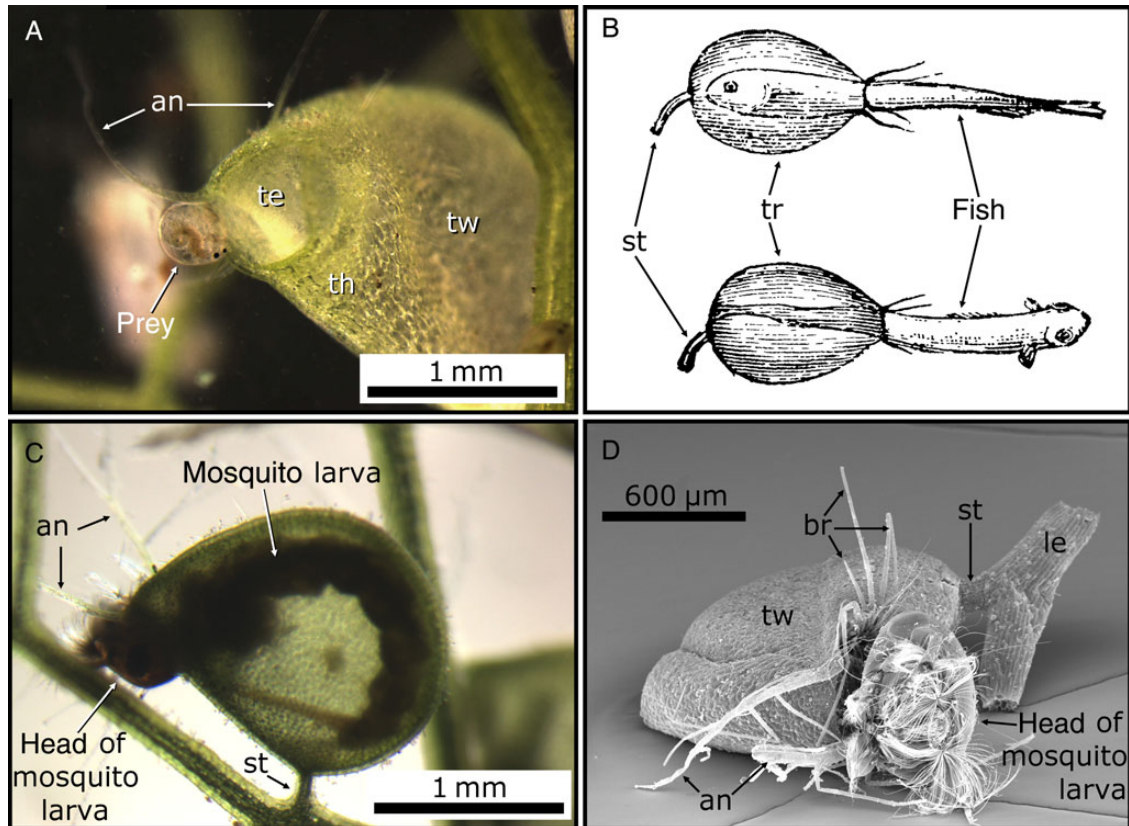 A
an
te
tw
th
Prey
1 mm
B
st
tr
Fish
C
Mosquito larva
an
Head of
mosquito
larva
st
1 mm
D
600 µm
br
st
le
tw
an
Head of
mosquito
larva